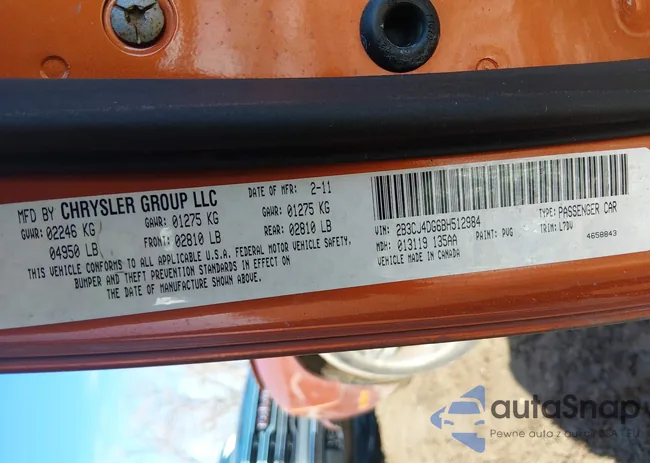 MFD BY CHRYSLER GROUP LLC
DATE OF MFR: 2-11
GVWR: 02246 KG
GAWR: 01275 KG
GAWR: 01275 KG
04950 LB
FRONT: 02810 LB
REAR: 02810 LB
THIS VEHICLE CONFORMS TO ALL APPLICABLE U.S.A. FEDERAL MOTOR VEHICLE SAFETY,
BUMPER AND THEFT PREVENTION STANDARDS IN EFFECT ON
THE DATE OF MANUFACTURE SHOWN ABOVE.
VIN: 2B3CJ4DG6BH512984
TYPE: PASSENGER CAR
MDH: 013119 135AA
PAINT: PVG
TRIM: L7DV
VEHICLE MADE IN CANADA
4658843
autaSnap
Pewne auto z